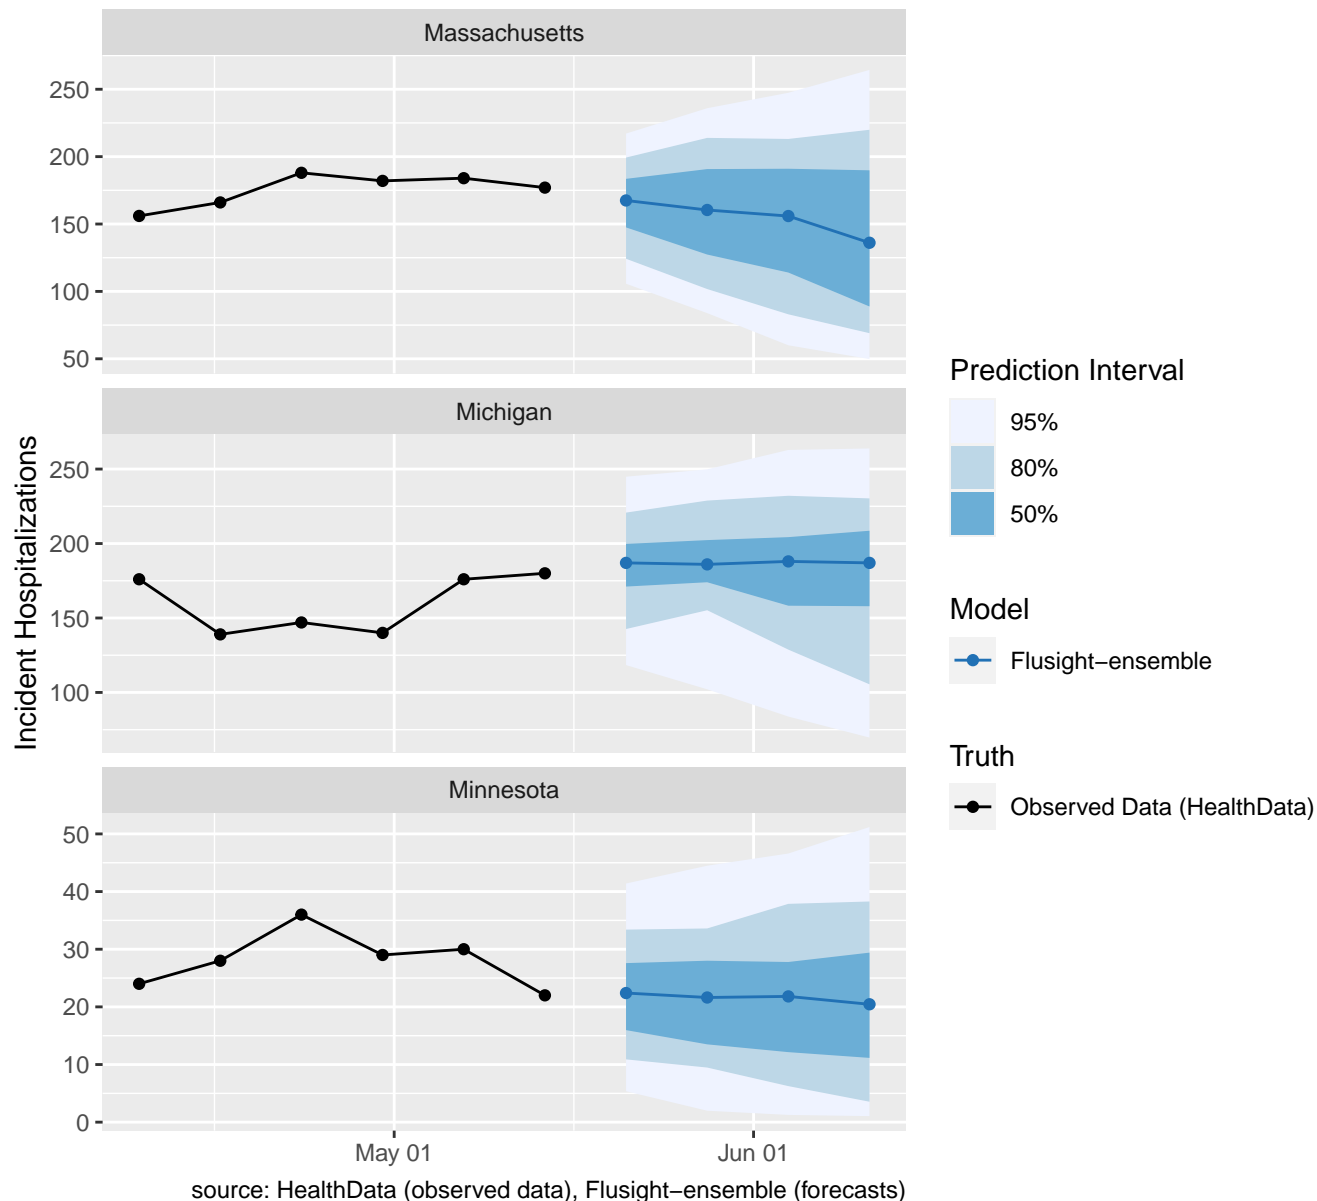 Massachusetts
250
200
150
100
50
Michigan
250
200
150
100
Minnesota
50
40
30
20
10
0
May 01
Jun 01
Incident Hospitalizations
source: HealthData (observed data), Flusight−ensemble (forecasts)
Prediction Interval
95%
80%
50%
Model
Flusight−ensemble
Truth
Observed Data (HealthData)